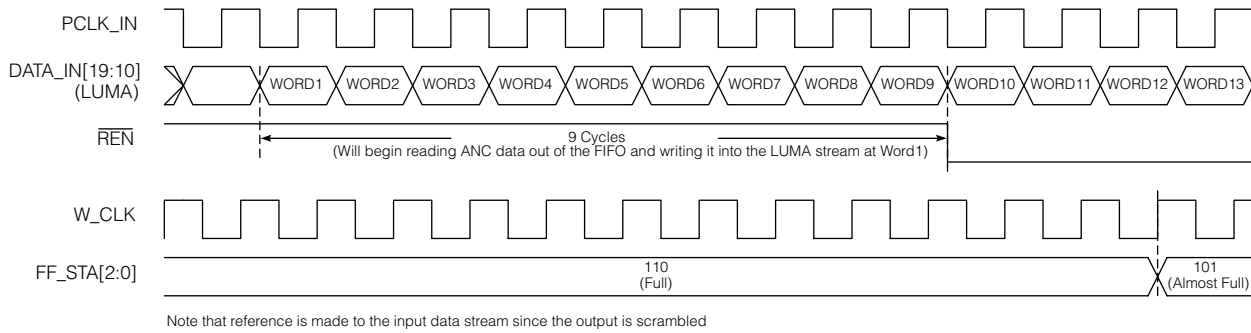 PCLK_IN
DATA_IN[19:10]
(LUMA)
WORD1 WORD2 WORD3 WORD4 WORD5 WORD6 WORD7 WORD8 WORD9 WORD10 WORD11 WORD12 WORD13
REN
9 Cycles
(Will begin reading ANC data out of the FIFO and writing it into the LUMA stream at Word1)
W_CLK
FF_STA[2:0]
110
(Full)
101
(Almost Full)
Note that reference is made to the input data stream since the output is scrambled